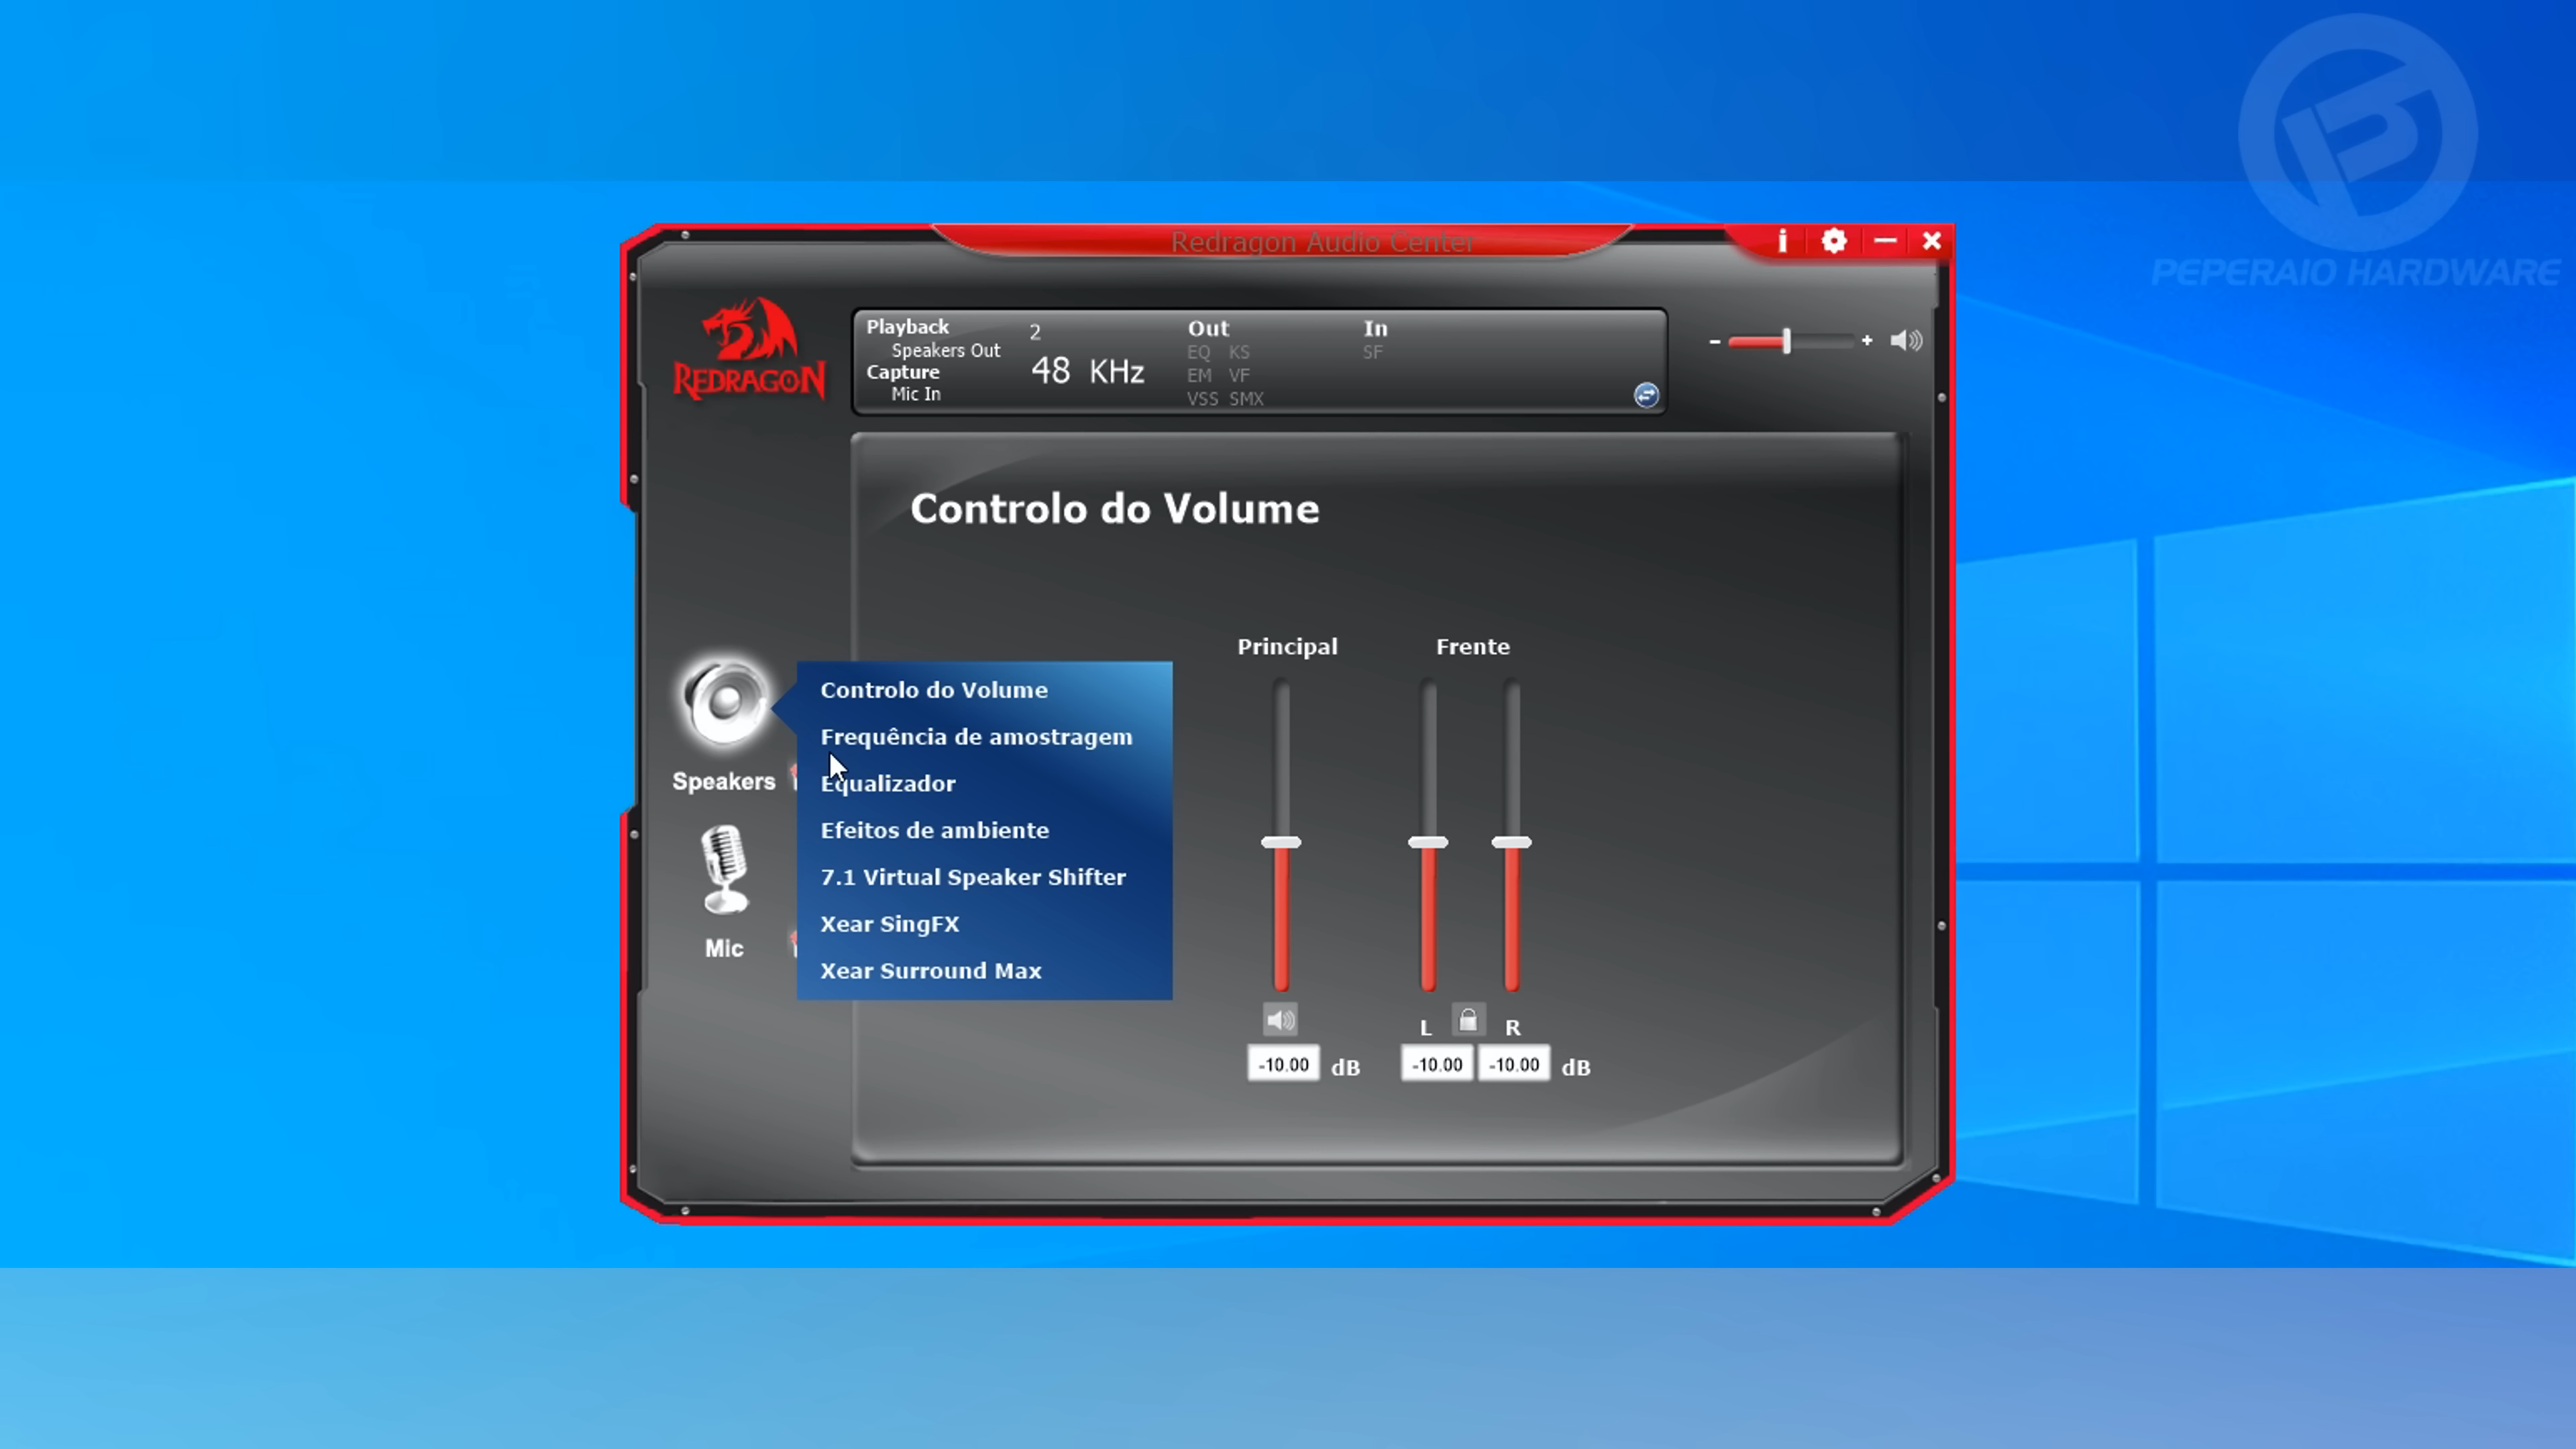 PEPERAIO HARDWARE
Redragon Audio Center
i
REDRAGON
Playback
Speakers Out
Capture
Mic In
2
48 KHz
Out
EQ KS
EM VF
VSS SMX
In
SF
- +
Controlo do Volume
Speakers
Mic
Controlo do Volume
Frequência de amostragem
Equalizador
Efeitos de ambiente
7.1 Virtual Speaker Shifter
Xear SingFX
Xear Surround Max
Principal
Frente
L R
-10.00 dB
-10.00 -10.00 dB